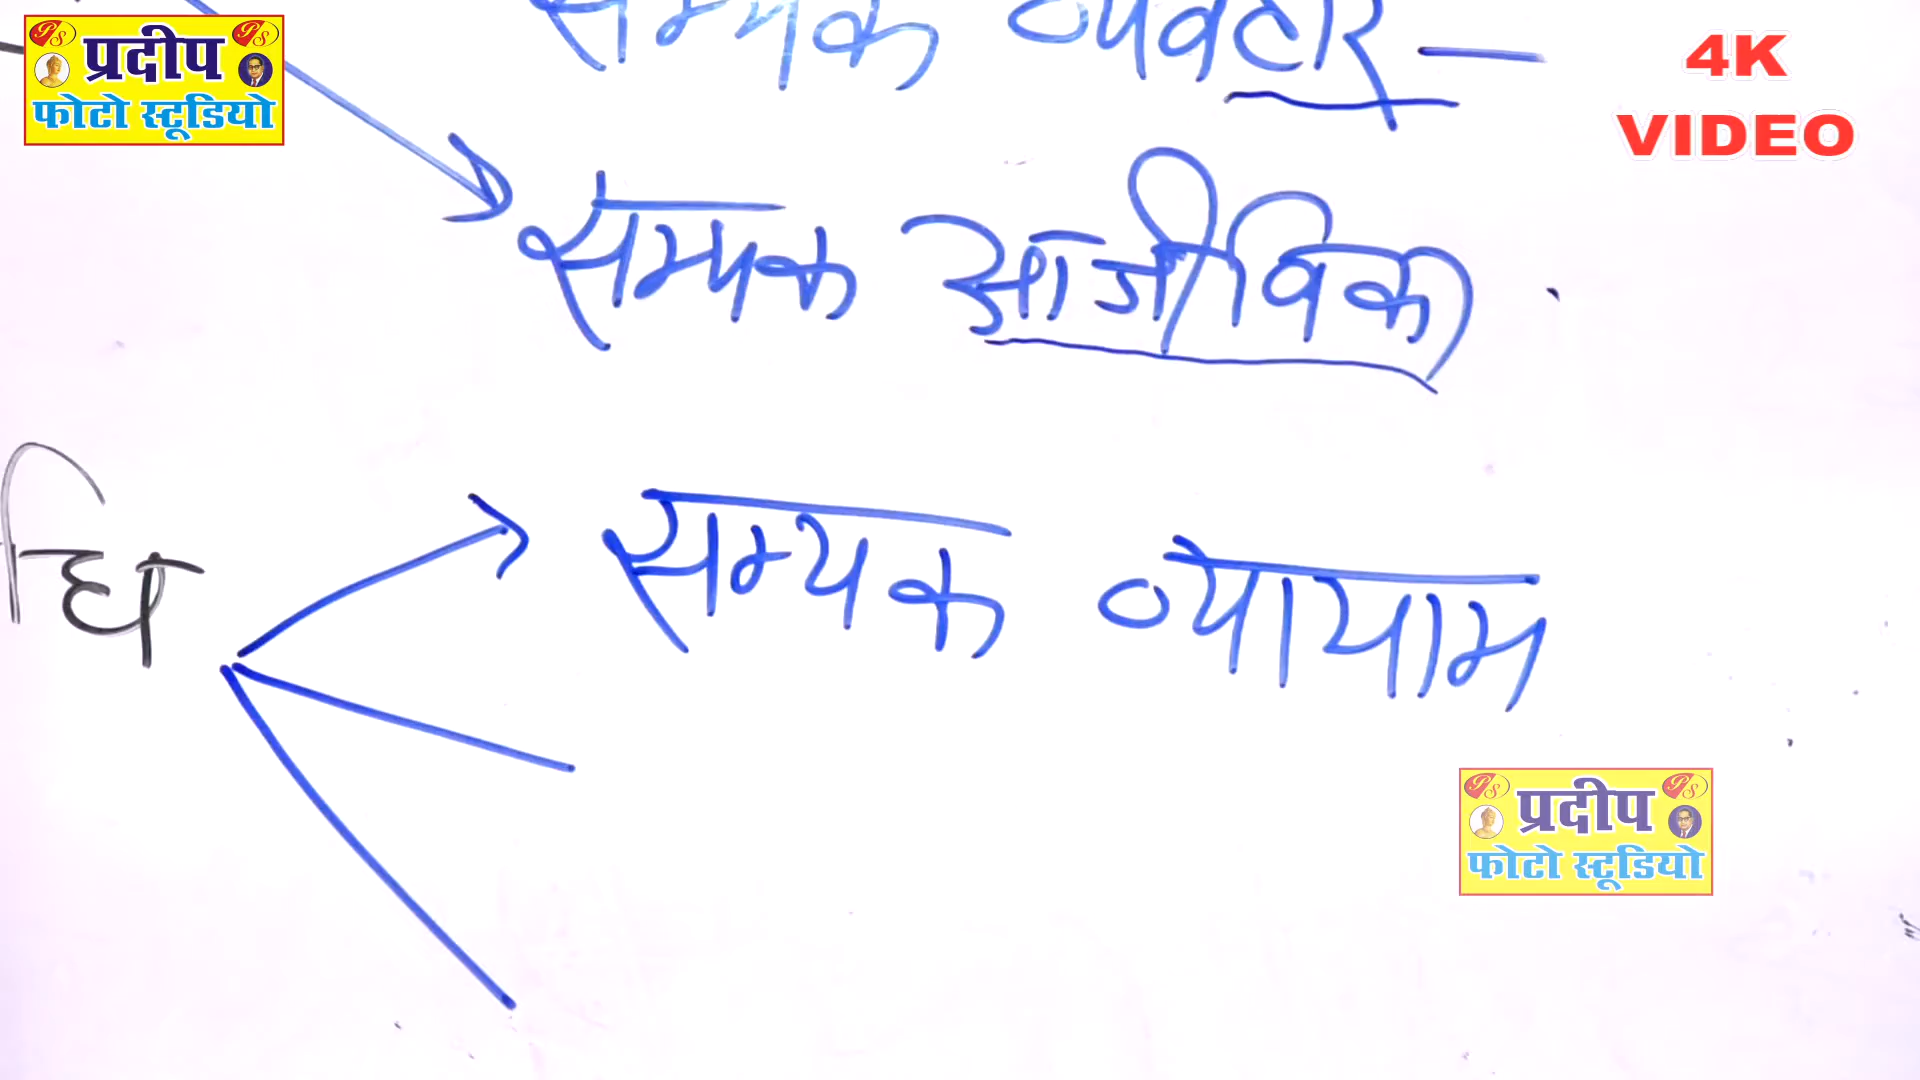 प्रदीप
फोटो स्टूडियो
4K
VIDEO
सम्यक व्यवहार –
सम्यक आजीविका
धि
सम्यक व्यायाम
प्रदीप
फोटो स्टूडियो